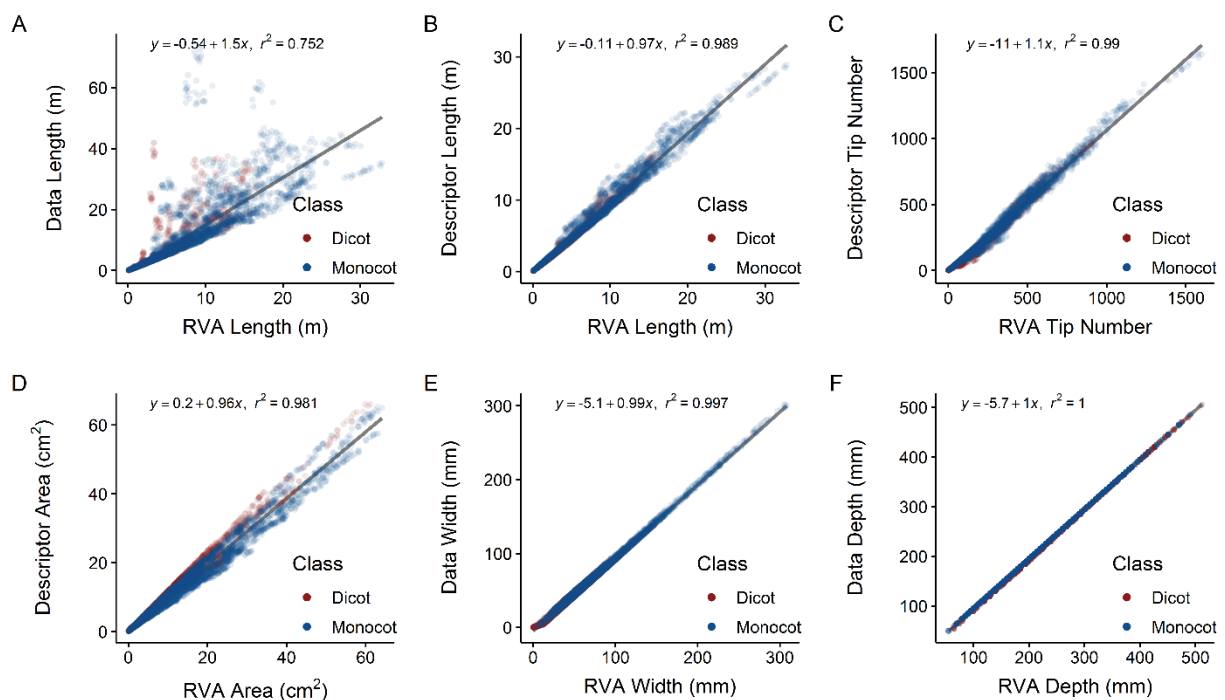 A
y = -0.54 + 1.5x, r² = 0.752
60
40
20
0
0
10
20
30
Data Length (m)
RVA Length (m)
Class
Dicot
Monocot
B
y = -0.11 + 0.97x, r² = 0.989
30
20
10
0
0
10
20
30
Descriptor Length (m)
RVA Length (m)
Class
Dicot
Monocot
C
y = -11 + 1.1x, r² = 0.99
1500
1000
500
0
0
500
1000
1500
Descriptor Tip Number
RVA Tip Number
Class
Dicot
Monocot
D
y = 0.2 + 0.96x, r² = 0.981
60
40
20
0
0
20
40
60
Descriptor Area (cm²)
RVA Area (cm²)
Class
Dicot
Monocot
E
y = -5.1 + 0.99x, r² = 0.997
300
200
100
0
0
100
200
300
Data Width (mm)
RVA Width (mm)
Class
Dicot
Monocot
F
y = -5.7 + 1x, r² = 1
500
400
300
200
100
100
200
300
400
500
Data Depth (mm)
RVA Depth (mm)
Class
Dicot
Monocot